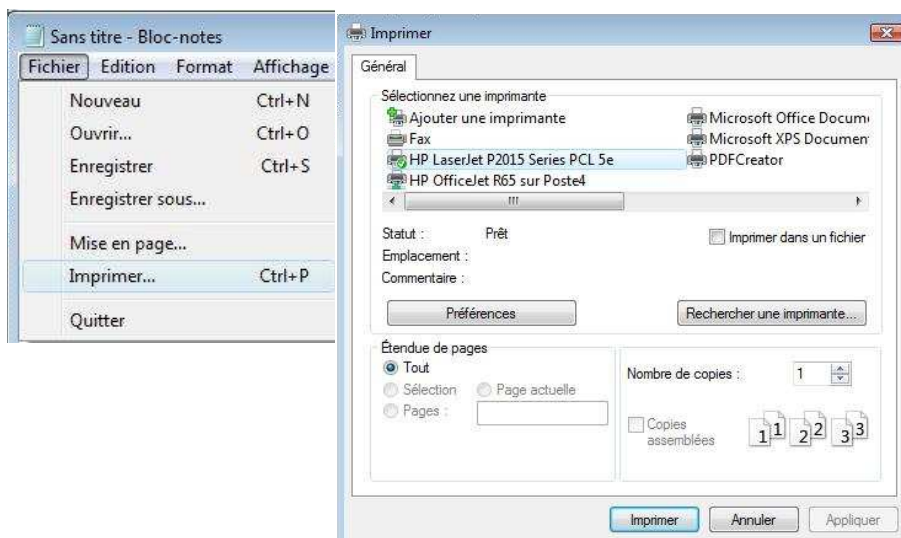 Sans titre - Bloc-notes
Fichier Edition Format Affichage
Nouveau Ctrl+N
Ouvrir... Ctrl+O
Enregistrer Ctrl+S
Enregistrer sous...
Mise en page...
Imprimer... Ctrl+P
Quitter
Imprimer
Général
Sélectionnez une imprimante
Ajouter une imprimante
Fax
HP LaserJet P2015 Series PCL 5e
HP OfficeJet R65 sur Poste4
Microsoft Office Docum
Microsoft XPS Documen
PDFCreator
Statut : Prêt
Imprimer dans un fichier
Emplacement :
Commentaire :
Préférences Rechercher une imprimante...
Étendue de pages
Tout
Sélection Page actuelle
Pages :
Nombre de copies : 1
Copies
assemblées
1 1 2 2 3 3
Imprimer Annuler Appliquer